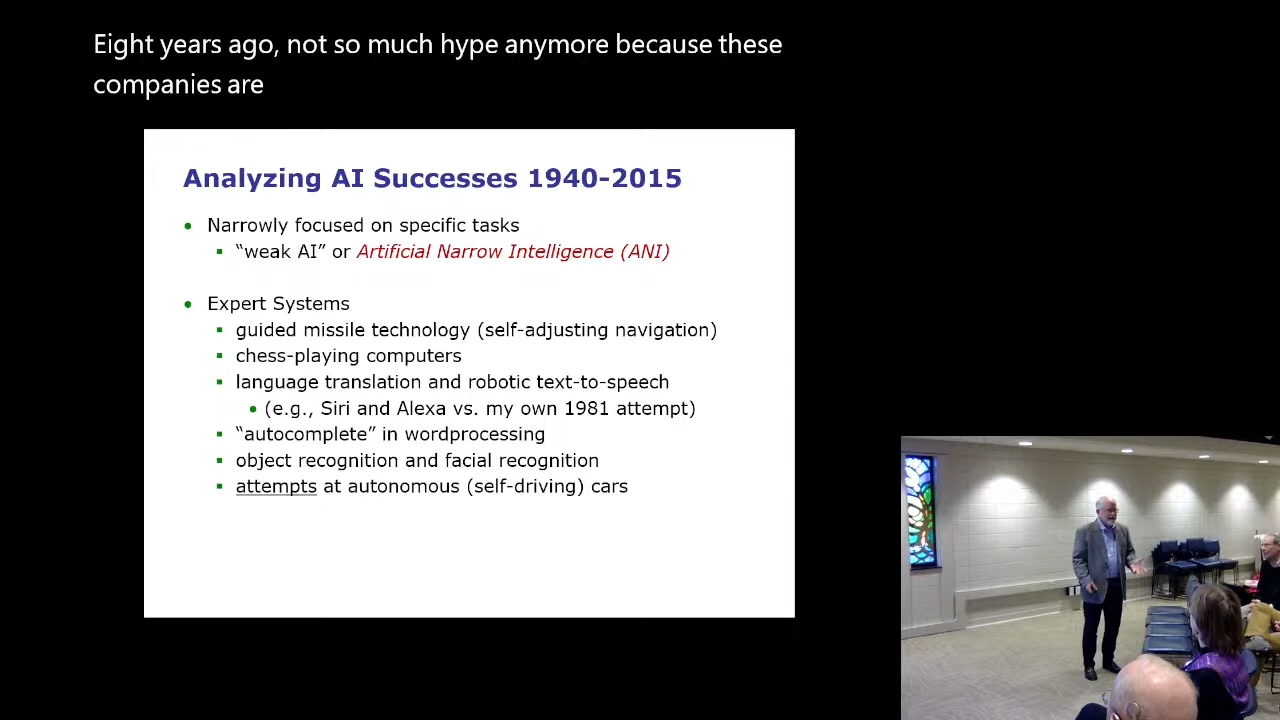 Eight years ago, not so much hype anymore because these
companies are
Analyzing AI Successes 1940-2015
• Narrowly focused on specific tasks
▪ “weak AI” or Artificial Narrow Intelligence (ANI)
• Expert Systems
▪ guided missile technology (self-adjusting navigation)
▪ chess-playing computers
▪ language translation and robotic text-to-speech
• (e.g., Siri and Alexa vs. my own 1981 attempt)
▪ “autocomplete” in wordprocessing
▪ object recognition and facial recognition
▪ attempts at autonomous (self-driving) cars